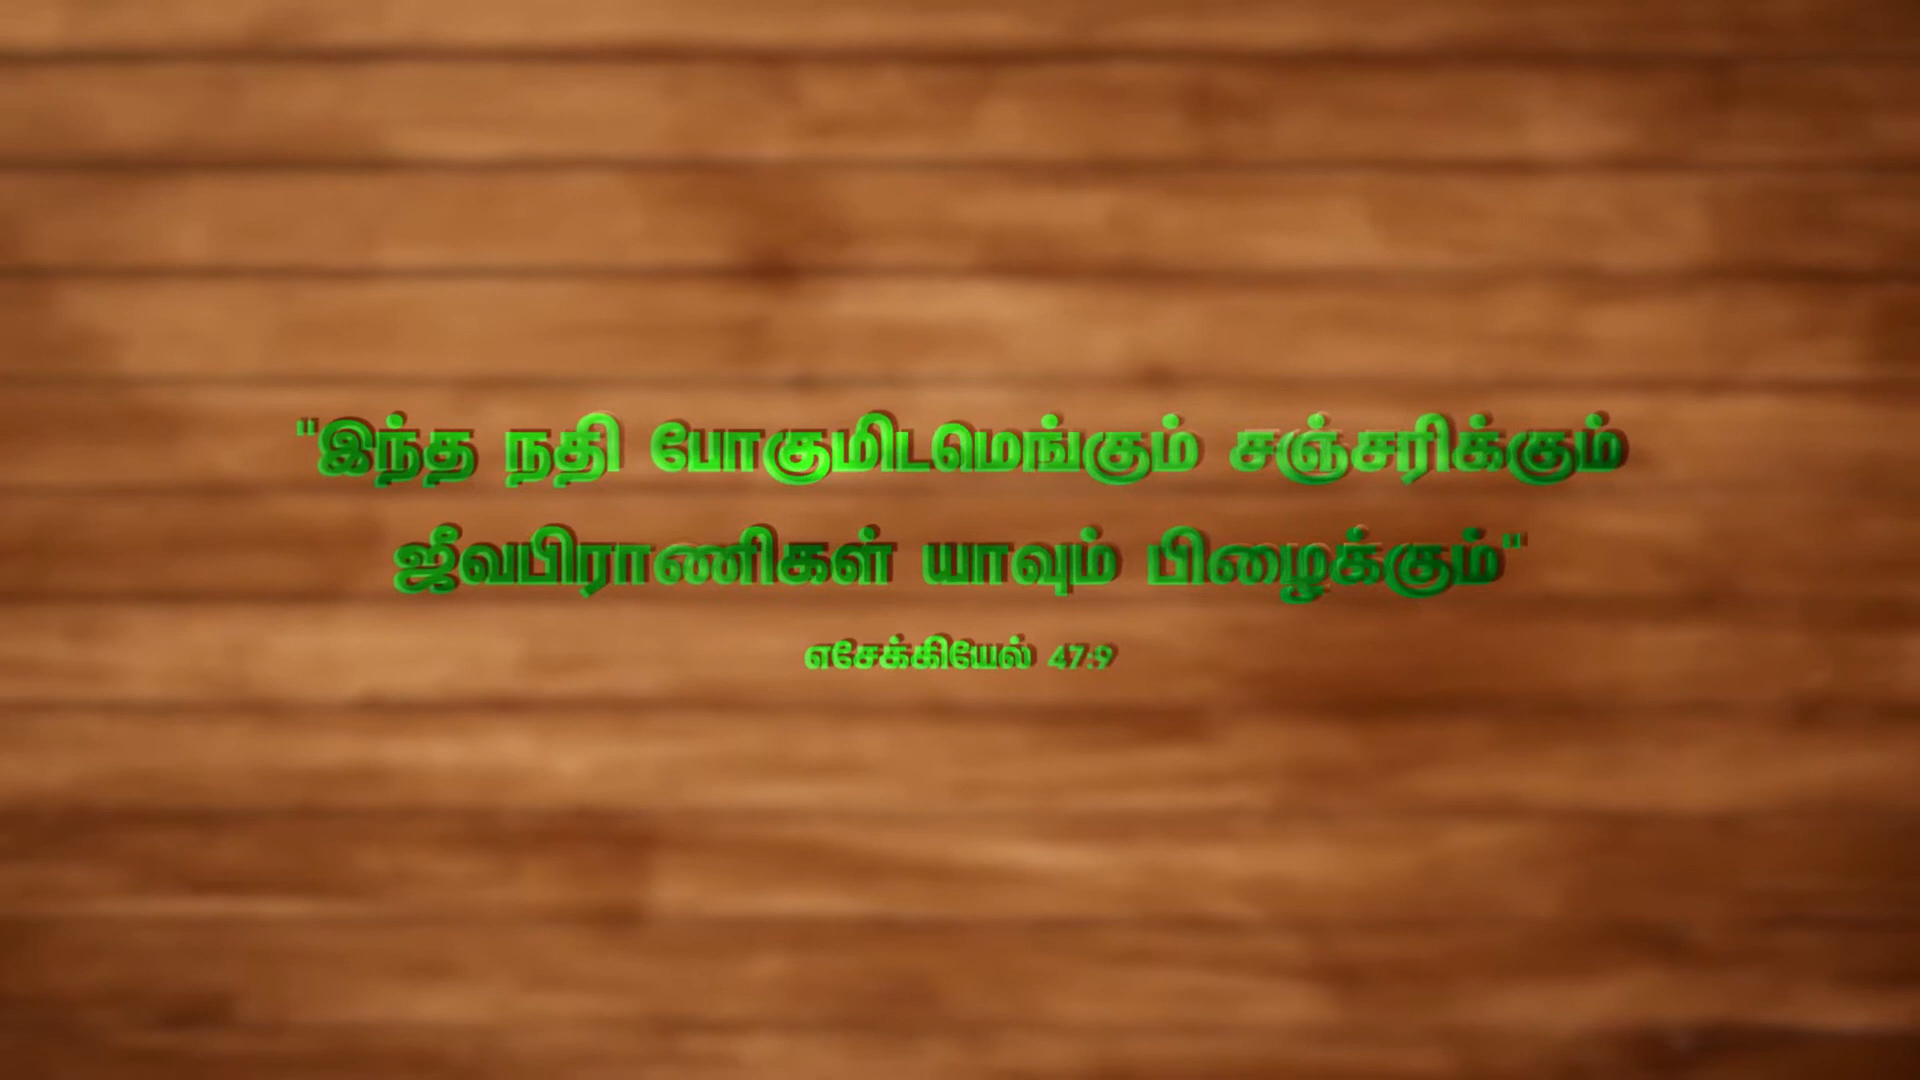 "இந்த நதி போகுமிடமெங்கும் சஞ்சரிக்கும்
ஜீவபிராணிகள் யாவும் பிழைக்கும்"
எசேக்கியேல் 47:9